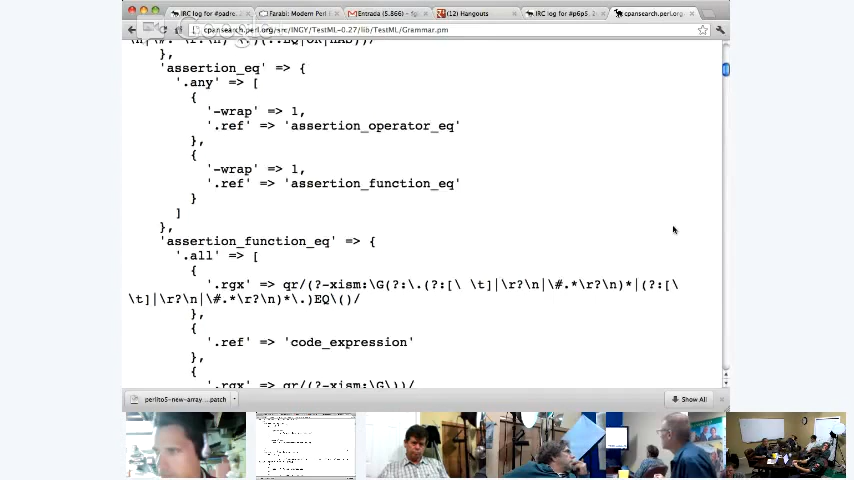 IRC log for #padre,
Farabi: Modern Perl
Entrada (5.866) -
(12) Hangouts
IRC log for #p6p5, 2
cpansearch.perl.org/
cpansearch.perl.org/src/INGY/TestML-0.27/lib/TestML/Grammar.pm
},
'assertion_eq' => {
'.any' => [
{
'-wrap' => 1,
'.ref' => 'assertion_operator_eq'
},
{
'-wrap' => 1,
'.ref' => 'assertion_function_eq'
}
]
},
'assertion_function_eq' => {
'.all' => [
{
'.rgx' => qr/(?-xism:\G(?:\.(?:[\ \t]|\r?\n|\#.*\r?\n)*|(?:[\
\t]|\r?\n|\#.*\r?\n)*\.)EQ\()/
},
{
'.ref' => 'code_expression'
},
{
'.rgx' => qr/(?-xism:\G\))/
perlito5-new-array ....patch
Show All